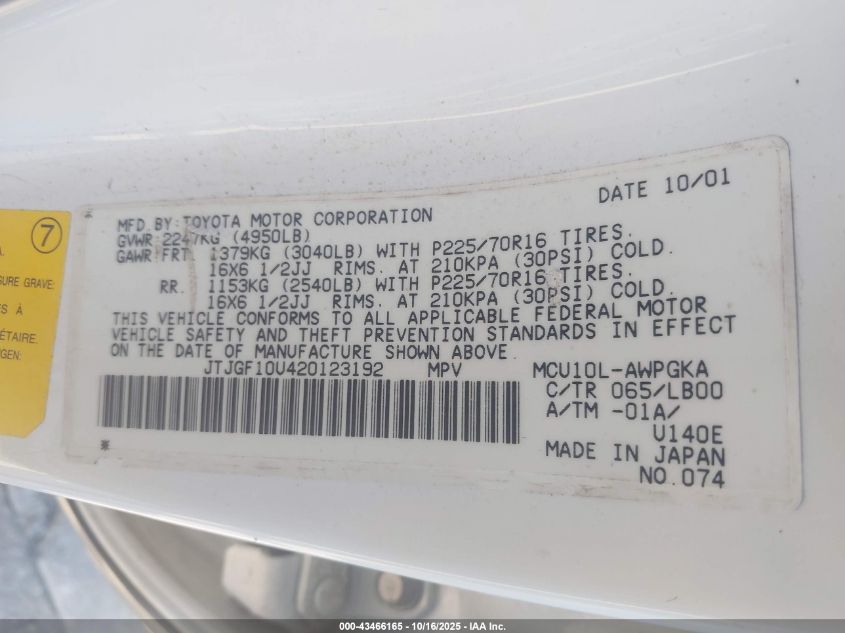 DATE 10/01
MFD.BY:TOYOTA MOTOR CORPORATION
GVWR:2247KG (4950LB)
GAWR:FRT. 1379KG (3040LB) WITH P225/70R16 TIRES.
16X6 1/2JJ RIMS. AT 210KPA (30PSI) COLD.
RR. 1153KG (2540LB) WITH P225/70R16 TIRES.
16X6 1/2JJ RIMS. AT 210KPA (30PSI) COLD.
THIS VEHICLE CONFORMS TO ALL APPLICABLE FEDERAL MOTOR
VEHICLE SAFETY AND THEFT PREVENTION STANDARDS IN EFFECT
ON THE DATE OF MANUFACTURE SHOWN ABOVE.
JTJGF10U420123192 MPV MCU10L-AWPGKA
C/TR 065/LB00
A/TM -01A/
U140E
MADE IN JAPAN
NO.074
7
A.
SURE GRAVE.
S À
ÉTAIRE.
GEN:
000-43466165 - 10/16/2025 - IAA Inc.